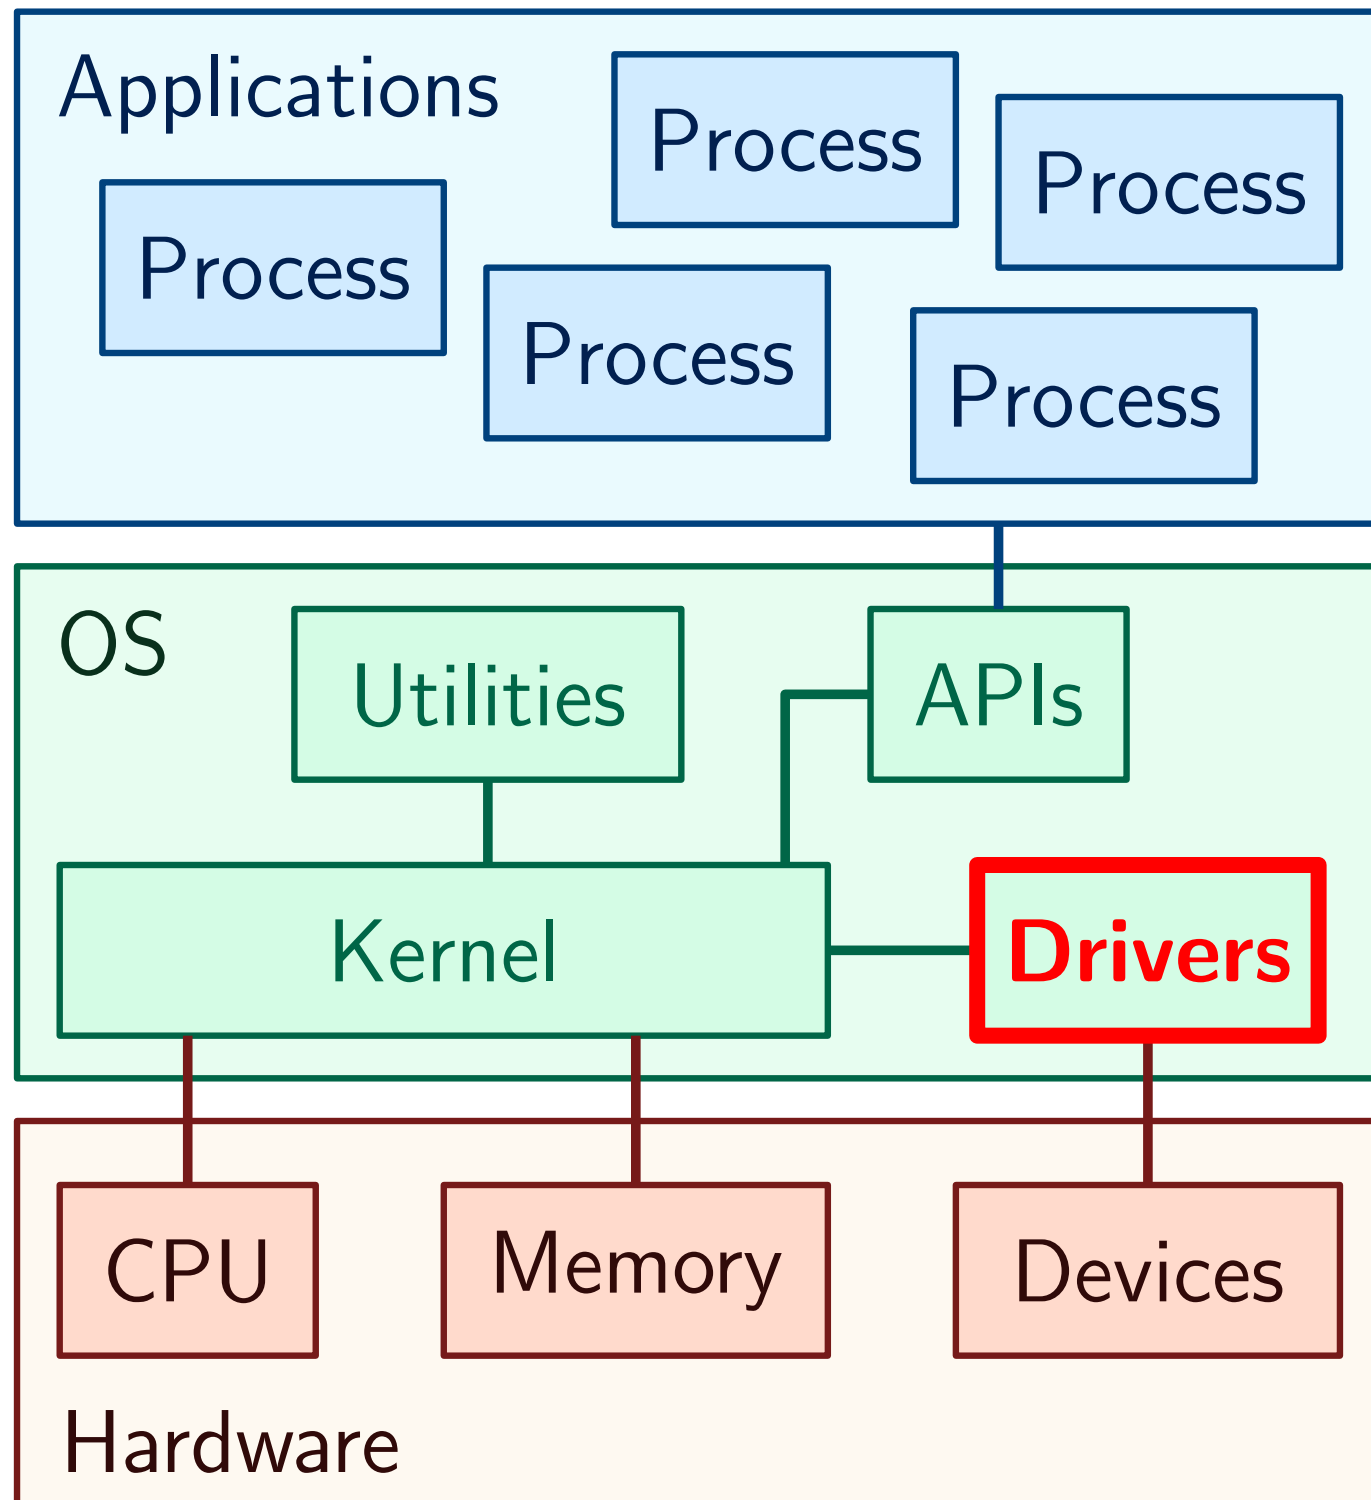 Applications
Process
Process
Process
Process
Process
OS
Utilities
APIs
Kernel
Drivers
CPU
Memory
Devices
Hardware